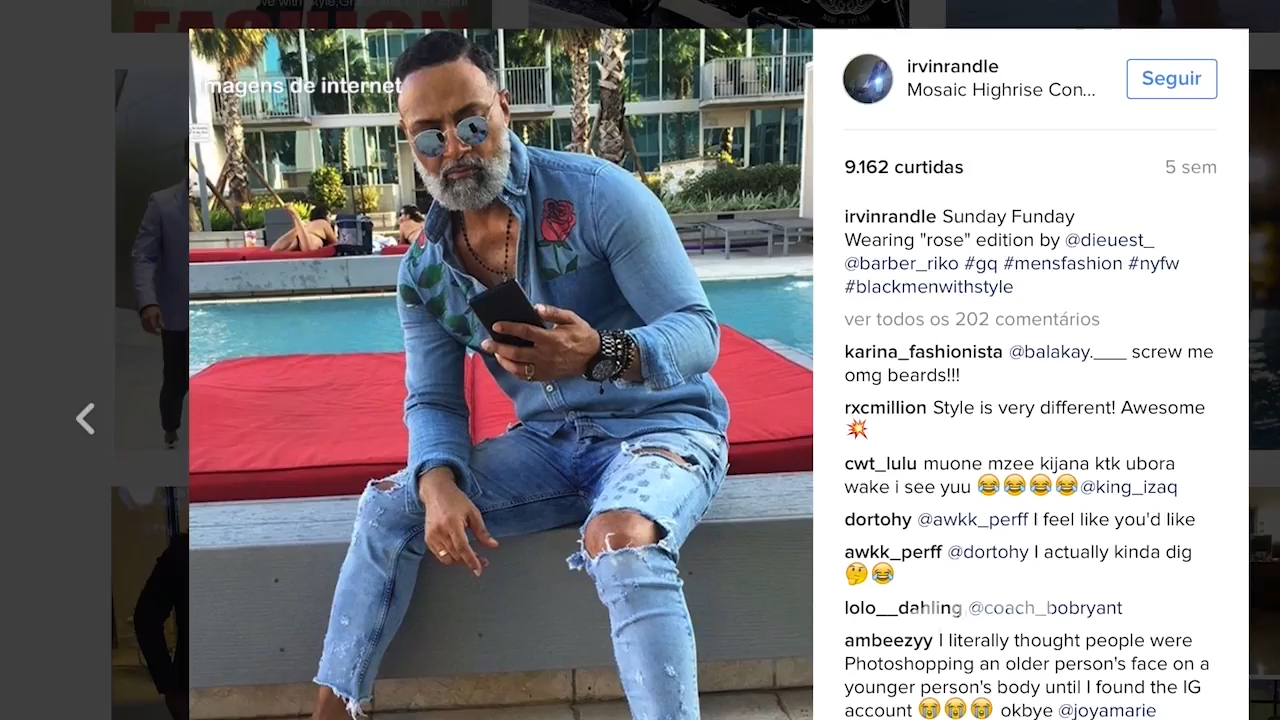 FASHION
magens de internet
irvinrandle
Mosaic Highrise Con...
Seguir
9.162 curtidas
5 sem
irvinrandle Sunday Funday
Wearing "rose" edition by @dieuest_
@barber_riko #gq #mensfashion #nyfw
#blackmenwithstyle
ver todos os 202 comentários
karina_fashionista @balakay.___ screw me
omg beards!!!
rxcmillion Style is very different! Awesome
💥
cwt_lulu muone mzee kijana ktk ubora
wake i see yuu 😂😂😂😂@king_izaq
dortohy @awkk_perff I feel like you'd like
awkk_perff @dortohy I actually kinda dig
🤔😂
lolo__dahling @coach_bobryant
ambeezyy I literally thought people were
Photoshopping an older person's face on a
younger person's body until I found the IG
account 😭😭😭 okbye @joyamarie